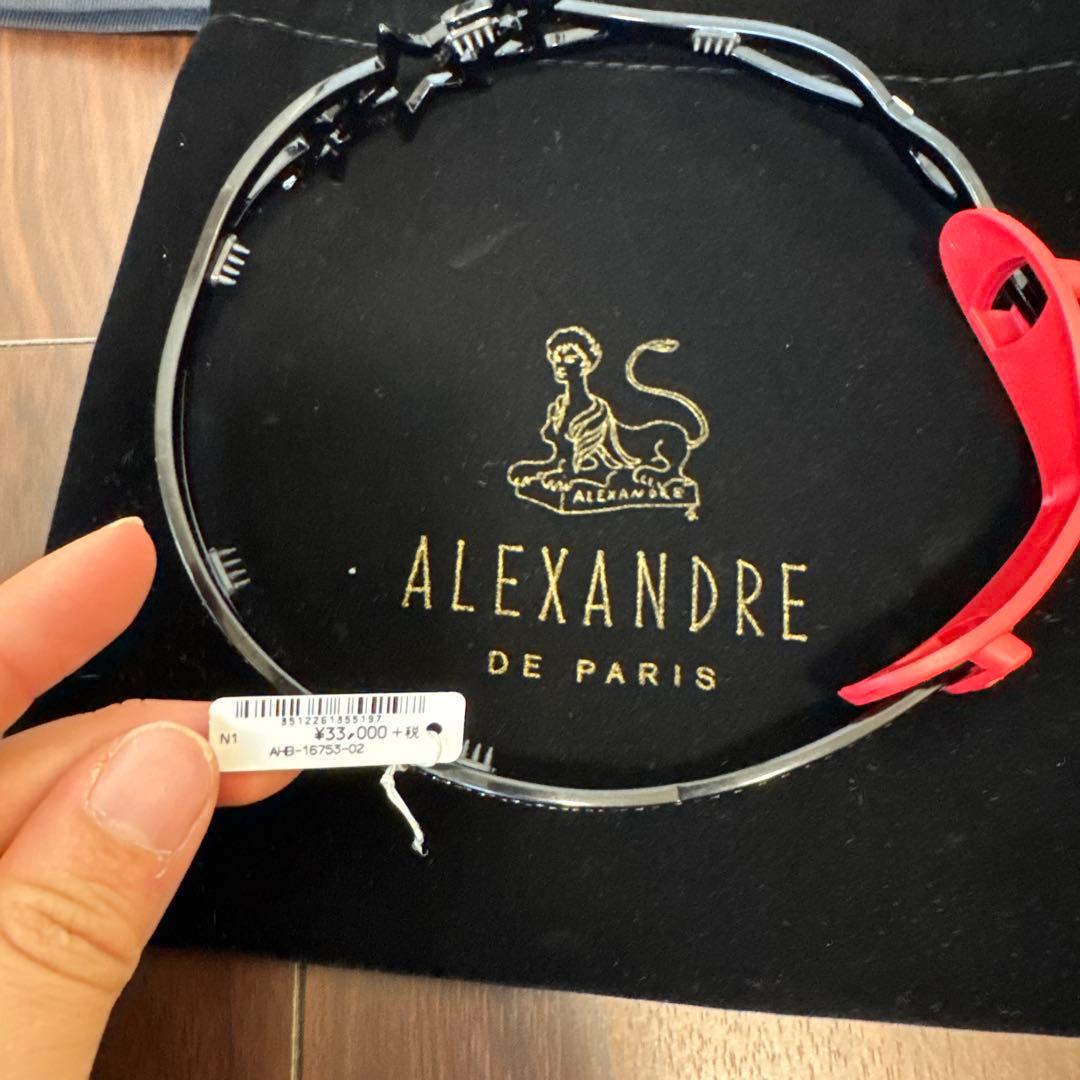 ALEXANDRE
ALEXANDRE
DE PARIS
3512261355197
¥33,000+税
N1
AHB-16753-02